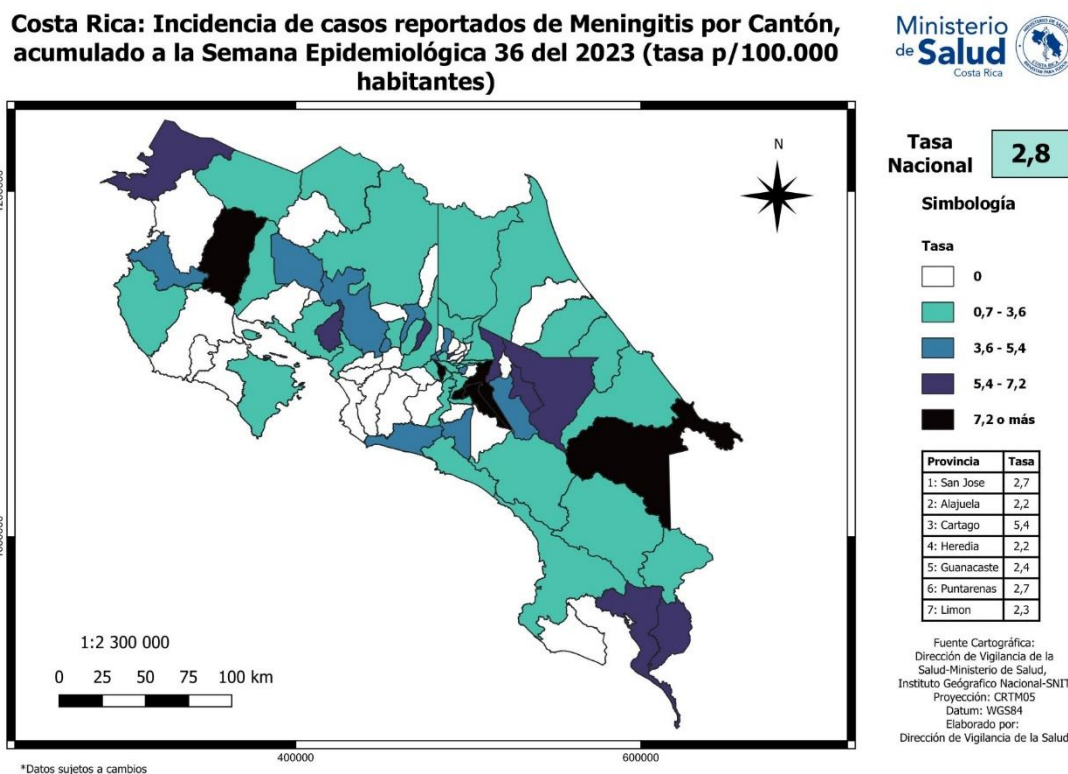 Costa Rica: Incidencia de casos reportados de Meningitis por Cantón,
acumulado a la Semana Epidemiológica 36 del 2023 (tasa p/100.000
habitantes)
Ministerio
de Salud
Costa Rica
N
Tasa
Nacional
2,8
Simbología
Tasa
0
0,7 - 3,6
3,6 - 5,4
5,4 - 7,2
7,2 o más
Provincia Tasa
1: San Jose 2,7
2: Alajuela 2,2
3: Cartago 5,4
4: Heredia 2,2
5: Guanacaste 2,4
6: Puntarenas 2,7
7: Limon 2,3
Fuente Cartográfica:
Dirección de Vigilancia de la
Salud-Ministerio de Salud,
Instituto Geógrafico Nacional-SNIT
Proyección: CRTM05
Datum: WGS84
Elaborado por:
Dirección de Vigilancia de la Salud
1:2 300 000
0 25 50 75 100 km
400000 600000
*Datos sujetos a cambios